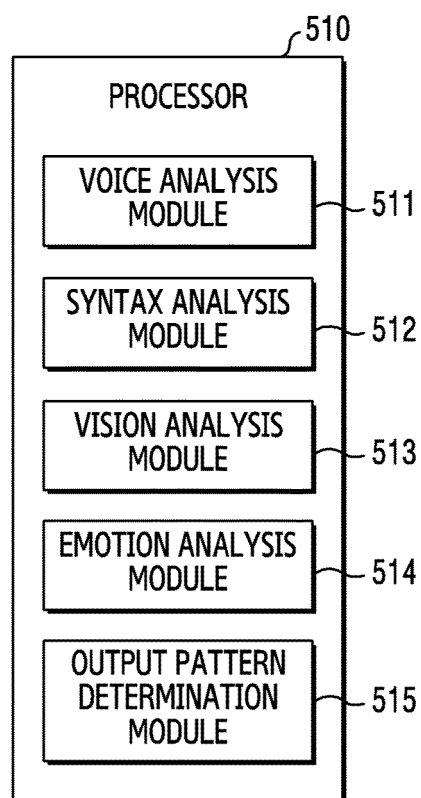 510
PROCESSOR
VOICE ANALYSIS
MODULE
511
SYNTAX ANALYSIS
MODULE
512
VISION ANALYSIS
MODULE
513
EMOTION ANALYSIS
MODULE
514
OUTPUT PATTERN
DETERMINATION
MODULE
515